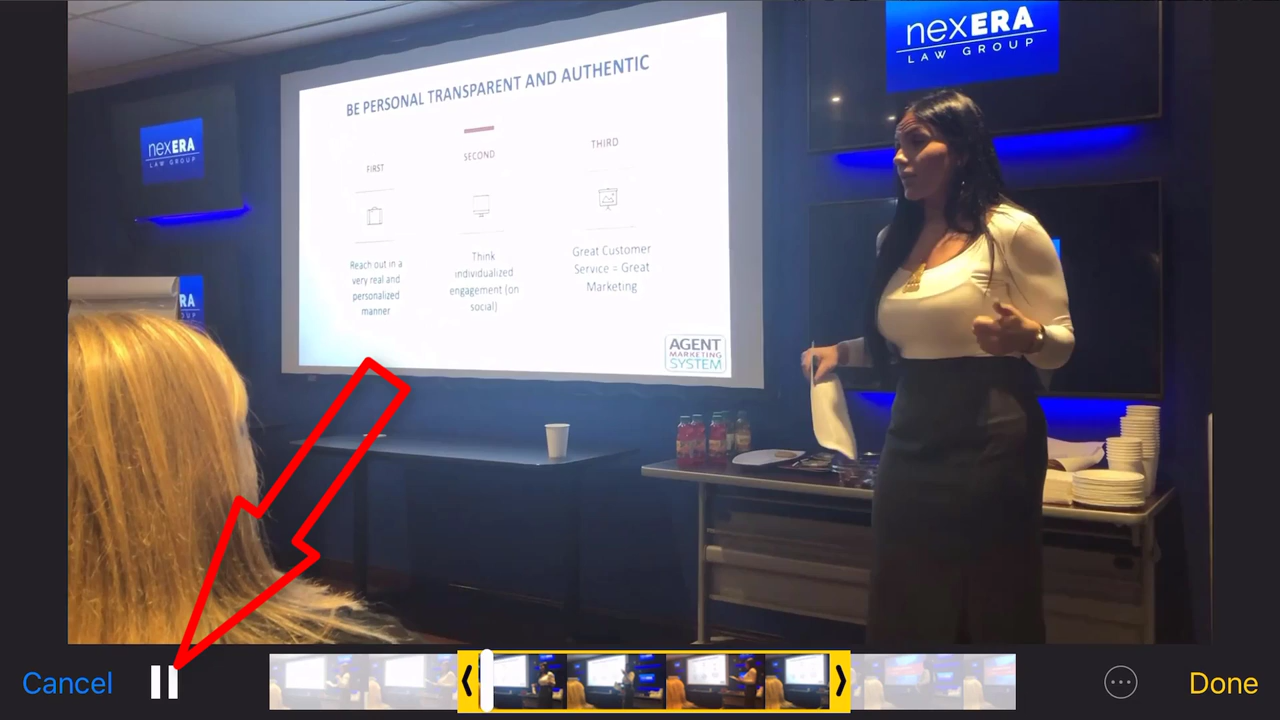 nexERA
LAW GROUP
BE PERSONAL TRANSPARENT AND AUTHENTIC
nexERA
LAW GROUP
FIRST
SECOND
THIRD
Reach out in a
very real and
personalized
manner
Think
individualized
engagement (on
social)
Great Customer
Service = Great
Marketing
RA
AGENT
MARKETING
SYSTEM
Cancel
Done